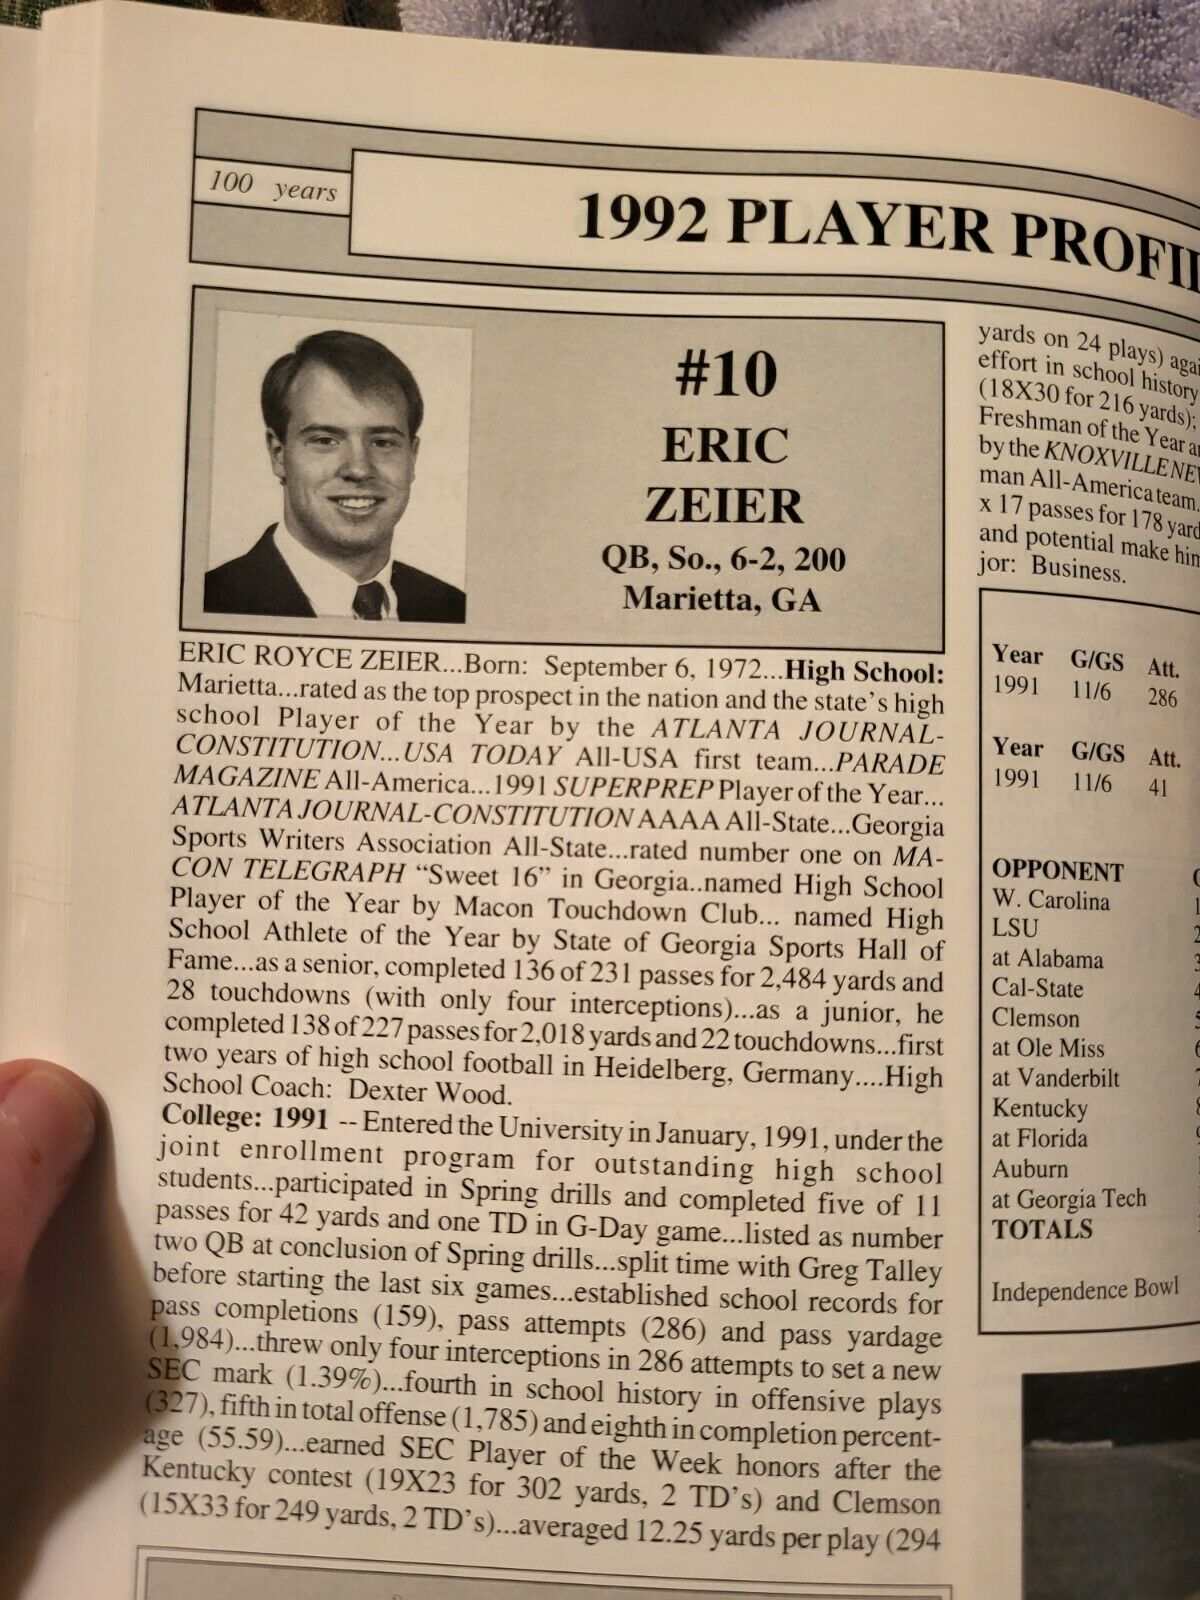 100 years
1992 PLAYER
#10
ERIC
ZEIER
QB, So., 6-2, 200
Marietta, GA
ERIC ROYCE ZEIER...Born: September 6, 1972...High School:
Marietta...rated as the top prospect in the nation and the state's high
school Player of the Year by the ATLANTA JOURNAL-
CONSTITUTION...USA TODAY All-USA first team...PARADE
MAGAZINE All-America...1991 SUPERPREP Player of the Year...
ATLANTA JOURNAL-CONSTITUTION AAAA All-State...Georgia
Sports Writers Association All-State...rated number one on MA-
CON TELEGRAPH “Sweet 16” in Georgia..named High School
Player of the Year by Macon Touchdown Club... named High
School Athlete of the Year by State of Georgia Sports Hall of
Fame...as a senior, completed 136 of 231 passes for 2,484 yards and
28 touchdowns (with only four interceptions)...as a junior, he
completed 138 of 227 passes for 2,018 yards and 22 touchdowns...first
two years of high school football in Heidelberg, Germany....High
School Coach: Dexter Wood.
College: 1991 -- Entered the University in January, 1991, under the
joint enrollment program for outstanding high school
students...participated in Spring drills and completed five of 11
passes for 42 yards and one TD in G-Day game...listed as number
two QB at conclusion of Spring drills...split time with Greg Talley
before starting the last six games...established school records for
pass completions (159), pass attempts (286) and pass yardage
(1,984)...threw only four interceptions in 286 attempts to set a new
SEC mark (1.39%)...fourth in school history in offensive plays
(327), fifth in total offense (1,785) and eighth in completion percent-
age (55.59)...earned SEC Player of the Week honors after the
Kentucky contest (19X23 for 302 yards, 2 TD's) and Clemson
(15X33 for 249 yards, 2 TD's)...averaged 12.25 yards per play (294
yards on 24 plays)
effort in school history
(18X30 for 216 yards);
Freshman of the Year
by the KNOXVILLE
man All-America team.
x 17 passes for 178
and potential make him
jor: Business.
Year G/GS Att.
1991 11/6 286
Year G/GS Att.
1991 11/6 41
OPPONENT
W. Carolina
LSU
at Alabama
Cal-State
Clemson
at Ole Miss
at Vanderbilt
Kentucky
at Florida
Auburn
at Georgia Tech
TOTALS
Independence Bowl